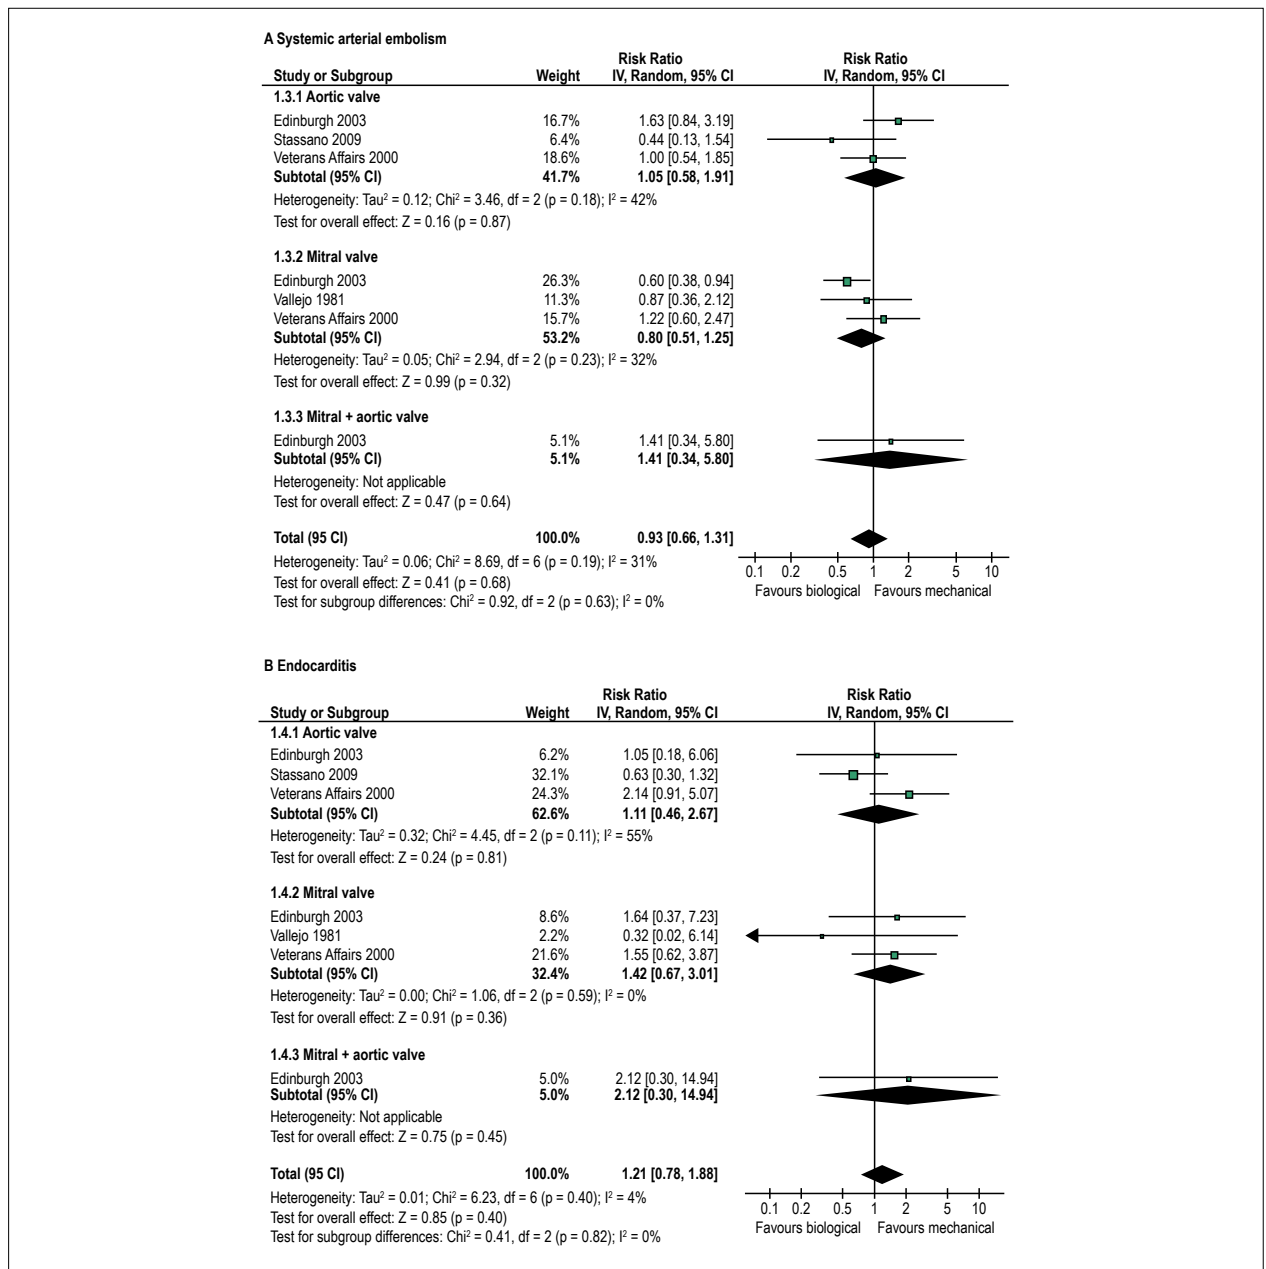 A Systemic arterial embolism
Risk Ratio Risk Ratio
Study or Subgroup Weight IV, Random, 95% CI IV, Random, 95% CI
1.3.1 Aortic valve
Edinburgh 2003 16.7% 1.63 [0.84, 3.19]
Stassano 2009 6.4% 0.44 [0.13, 1.54]
Veterans Affairs 2000 18.6% 1.00 [0.54, 1.85]
Subtotal (95% CI) 41.7% 1.05 [0.58, 1.91]
Heterogeneity: Tau² = 0.12; Chi² = 3.46, df = 2 (p = 0.18); I² = 42%
Test for overall effect: Z = 0.16 (p = 0.87)
1.3.2 Mitral valve
Edinburgh 2003 26.3% 0.60 [0.38, 0.94]
Vallejo 1981 11.3% 0.87 [0.36, 2.12]
Veterans Affairs 2000 15.7% 1.22 [0.60, 2.47]
Subtotal (95% CI) 53.2% 0.80 [0.51, 1.25]
Heterogeneity: Tau² = 0.05; Chi² = 2.94, df = 2 (p = 0.23); I² = 32%
Test for overall effect: Z = 0.99 (p = 0.32)
1.3.3 Mitral + aortic valve
Edinburgh 2003 5.1% 1.41 [0.34, 5.80]
Subtotal (95% CI) 5.1% 1.41 [0.34, 5.80]
Heterogeneity: Not applicable
Test for overall effect: Z = 0.47 (p = 0.64)
Total (95 CI) 100.0% 0.93 [0.66, 1.31]
Heterogeneity: Tau² = 0.06; Chi² = 8.69, df = 6 (p = 0.19); I² = 31%
Test for overall effect: Z = 0.41 (p = 0.68)
Test for subgroup differences: Chi² = 0.92, df = 2 (p = 0.63); I² = 0%
0.1 0.2 0.5 1 2 5 10
Favours biological Favours mechanical
B Endocarditis
Risk Ratio Risk Ratio
Study or Subgroup Weight IV, Random, 95% CI IV, Random, 95% CI
1.4.1 Aortic valve
Edinburgh 2003 6.2% 1.05 [0.18, 6.06]
Stassano 2009 32.1% 0.63 [0.30, 1.32]
Veterans Affairs 2000 24.3% 2.14 [0.91, 5.07]
Subtotal (95% CI) 62.6% 1.11 [0.46, 2.67]
Heterogeneity: Tau² = 0.32; Chi² = 4.45, df = 2 (p = 0.11); I² = 55%
Test for overall effect: Z = 0.24 (p = 0.81)
1.4.2 Mitral valve
Edinburgh 2003 8.6% 1.64 [0.37, 7.23]
Vallejo 1981 2.2% 0.32 [0.02, 6.14]
Veterans Affairs 2000 21.6% 1.55 [0.62, 3.87]
Subtotal (95% CI) 32.4% 1.42 [0.67, 3.01]
Heterogeneity: Tau² = 0.00; Chi² = 1.06, df = 2 (p = 0.59); I² = 0%
Test for overall effect: Z = 0.91 (p = 0.36)
1.4.3 Mitral + aortic valve
Edinburgh 2003 5.0% 2.12 [0.30, 14.94]
Subtotal (95% CI) 5.0% 2.12 [0.30, 14.94]
Heterogeneity: Not applicable
Test for overall effect: Z = 0.75 (p = 0.45)
Total (95 CI) 100.0% 1.21 [0.78, 1.88]
Heterogeneity: Tau² = 0.01; Chi² = 6.23, df = 6 (p = 0.40); I² = 4%
Test for overall effect: Z = 0.85 (p = 0.40)
Test for subgroup differences: Chi² = 0.41, df = 2 (p = 0.82); I² = 0%
0.1 0.2 0.5 1 2 5 10
Favours biological Favours mechanical